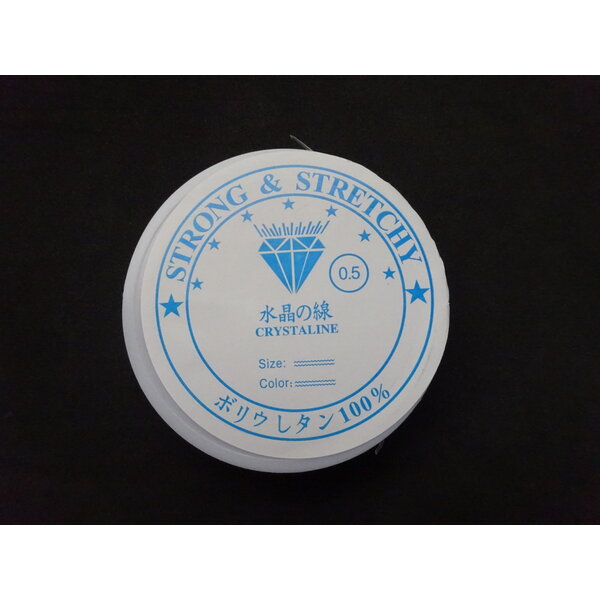 STRONG & STRETCHY
0.5
水晶の線
CRYSTALINE
Size:
Color:
ポリウしタン100%